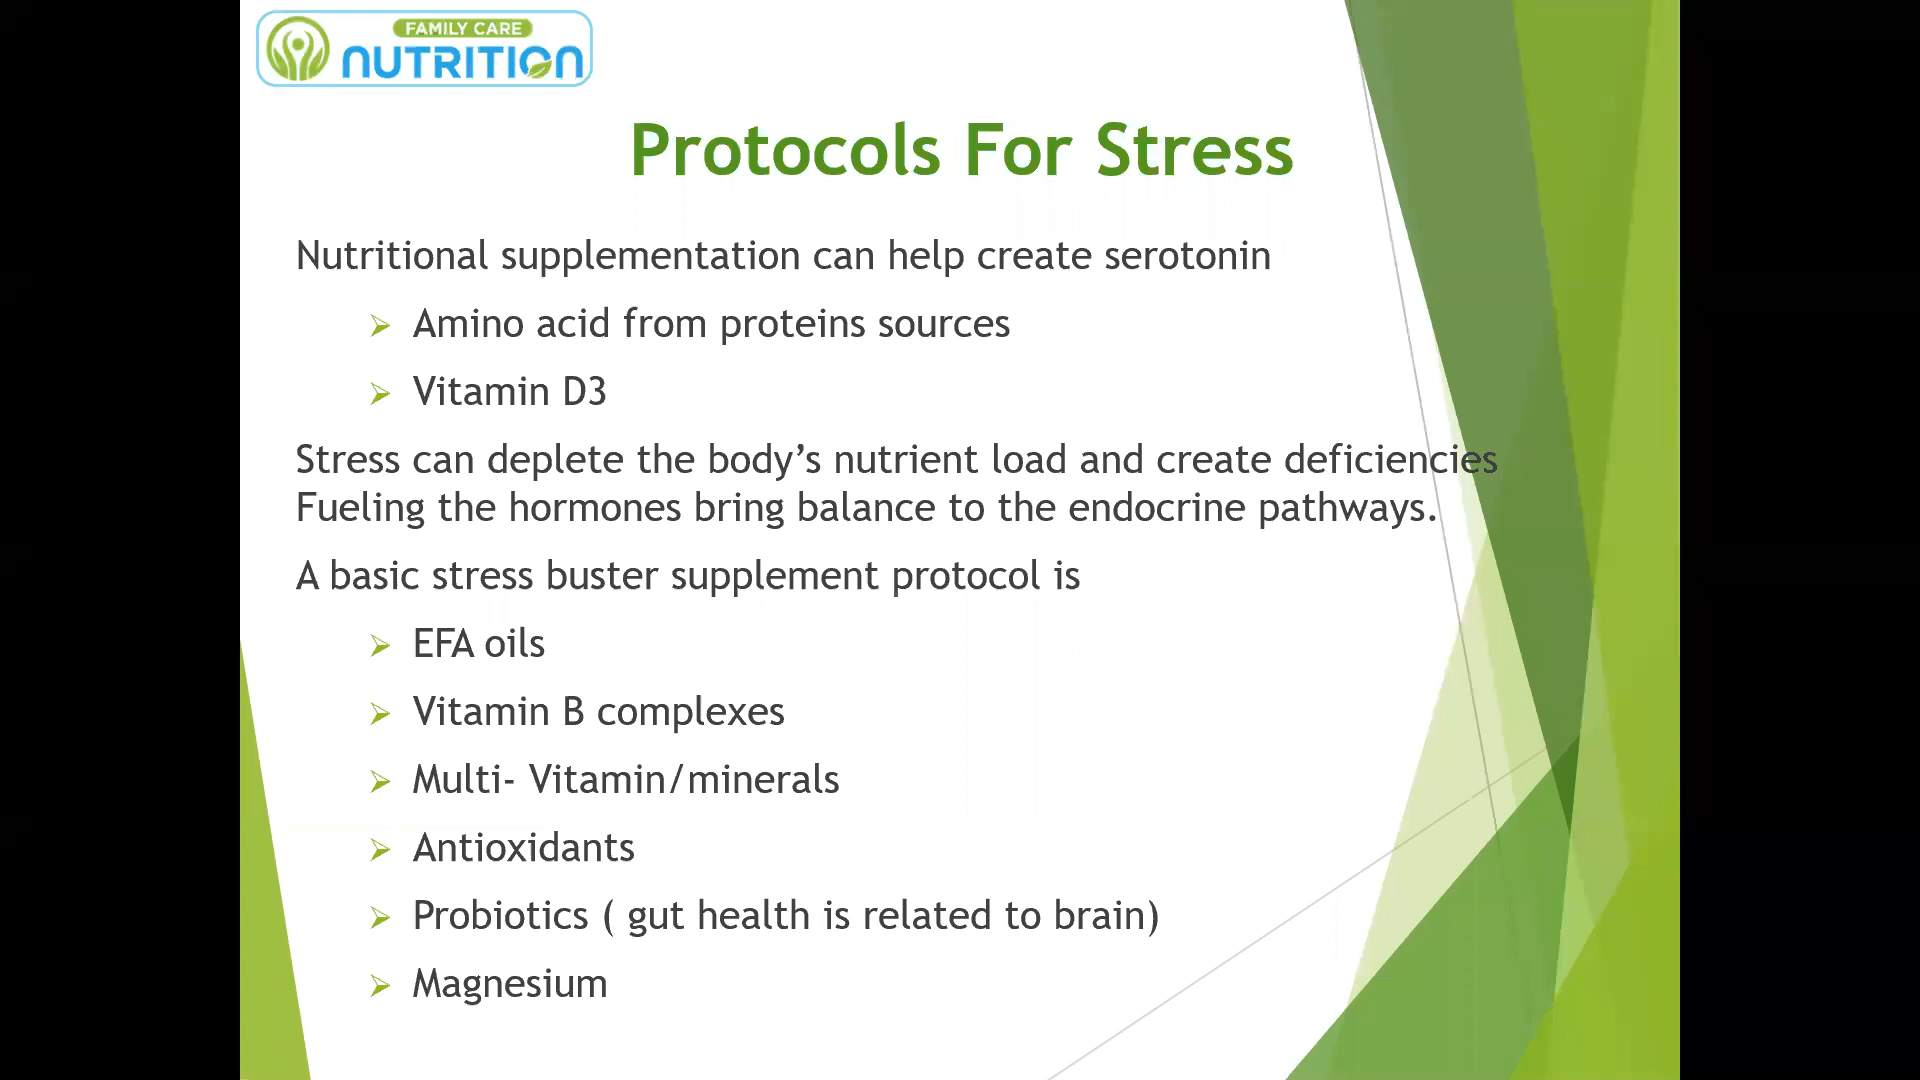 FAMILY CARE
NUTRITION
Protocols For Stress
Nutritional supplementation can help create serotonin
Amino acid from proteins sources
Vitamin D3
Stress can deplete the body’s nutrient load and create deficiencies
Fueling the hormones bring balance to the endocrine pathways.
A basic stress buster supplement protocol is
EFA oils
Vitamin B complexes
Multi- Vitamin/minerals
Antioxidants
Probiotics ( gut health is related to brain)
Magnesium